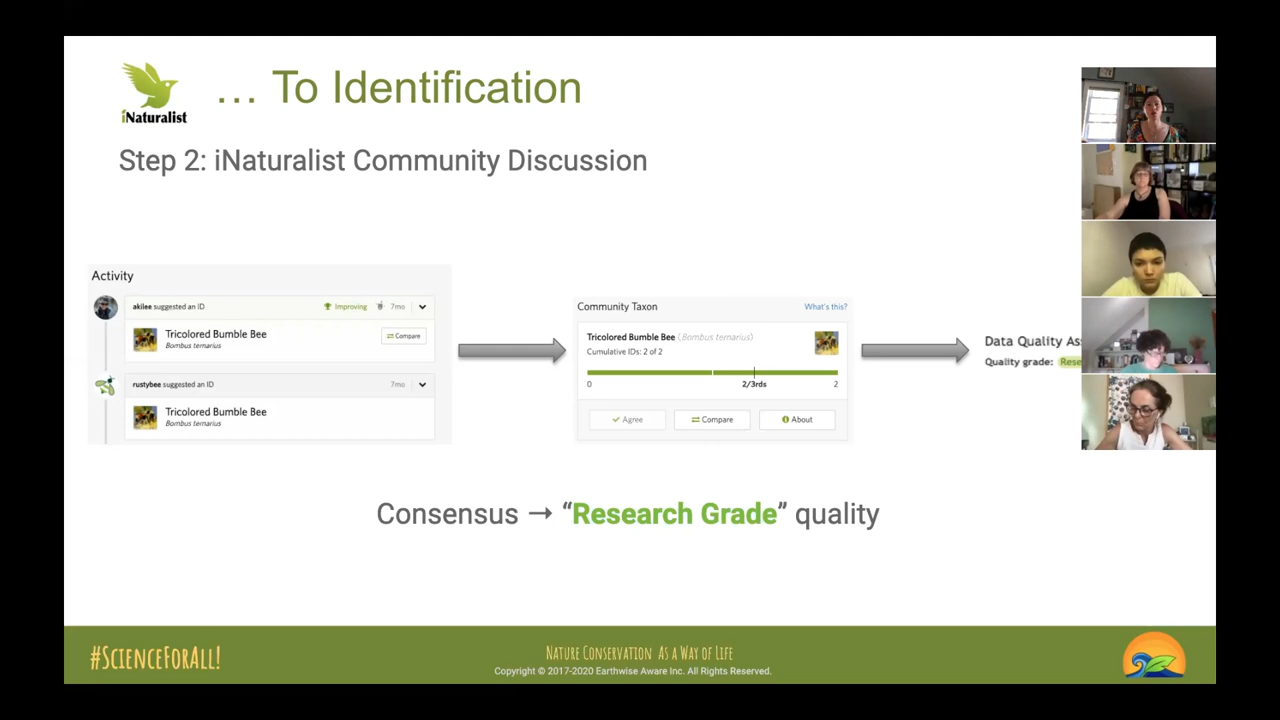 iNaturalist
… To Identification
Step 2: iNaturalist Community Discussion
Activity
akilee suggested an ID Improving 7mo
Tricolored Bumble Bee
Compare
Bombus ternarius
rustybee suggested an ID 7mo
Tricolored Bumble Bee
Bombus ternarius
Community Taxon What's this?
Tricolored Bumble Bee (Bombus ternarius)
Cumulative IDs: 2 of 2
0 2/3rds 2
Agree Compare About
Data Quality Ass
Quality grade: Rese
Consensus → “Research Grade” quality
#ScienceForAll!
Nature Conservation As a Way of Life
Copyright © 2017-2020 Earthwise Aware Inc. All Rights Reserved.